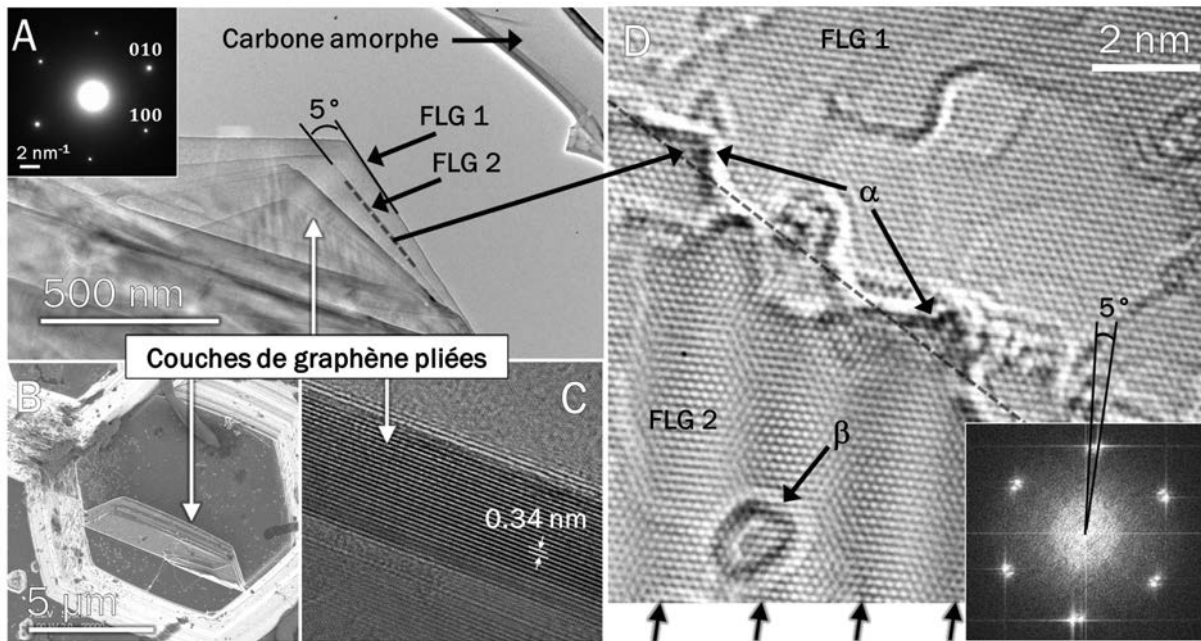 A
010
100
2 nm⁻¹
Carbone amorphe
5°
FLG 1
FLG 2
500 nm
Couches de graphène pliées
B
5 μm
C
0.34 nm
D
FLG 1
2 nm
α
5°
FLG 2
β